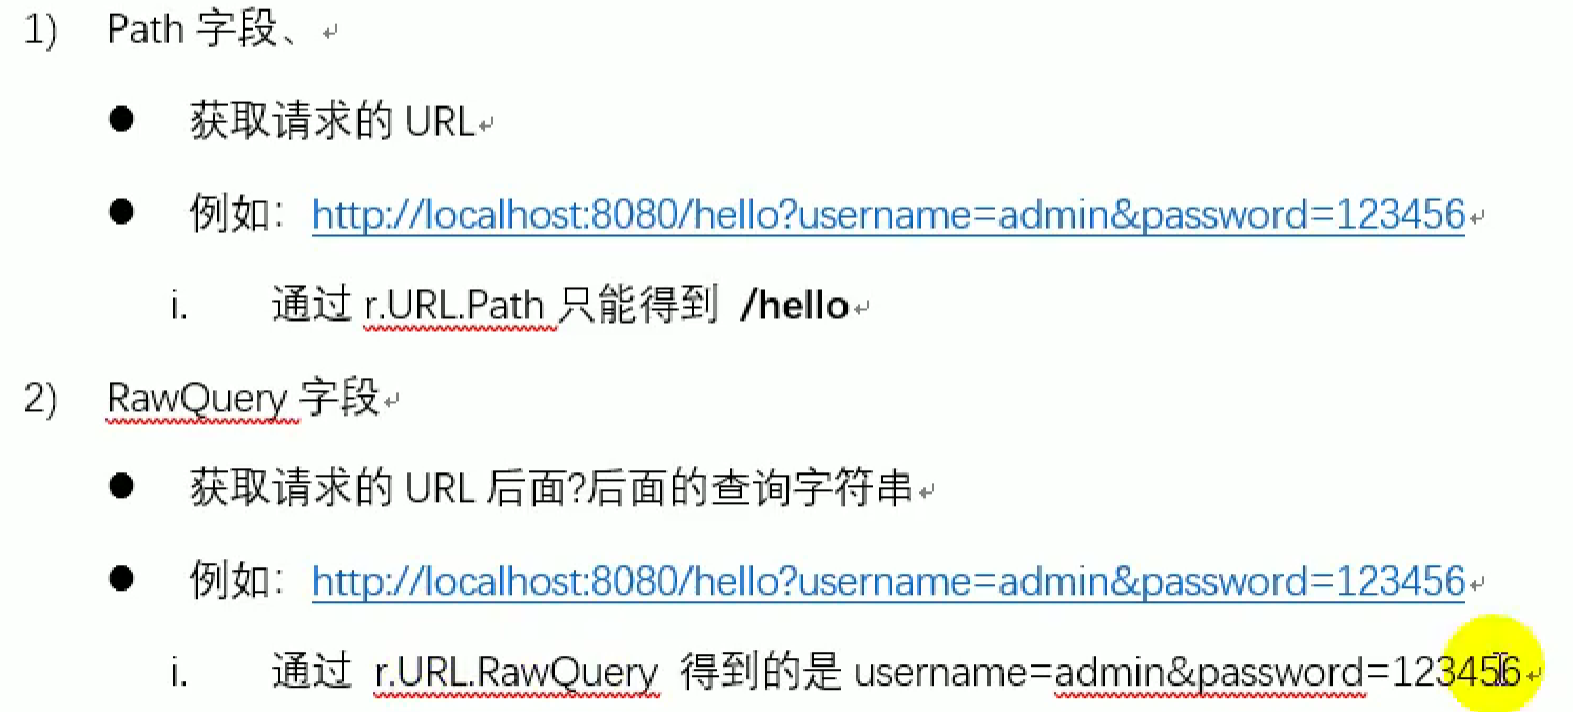 1) Path 字段、
● 获取请求的 URL
● 例如：http://localhost:8080/hello?username=admin&password=123456
i. 通过 r.URL.Path 只能得到 /hello
2) RawQuery 字段
● 获取请求的 URL 后面?后面的查询字符串
● 例如：http://localhost:8080/hello?username=admin&password=123456
i. 通过 r.URL.RawQuery 得到的是 username=admin&password=123456